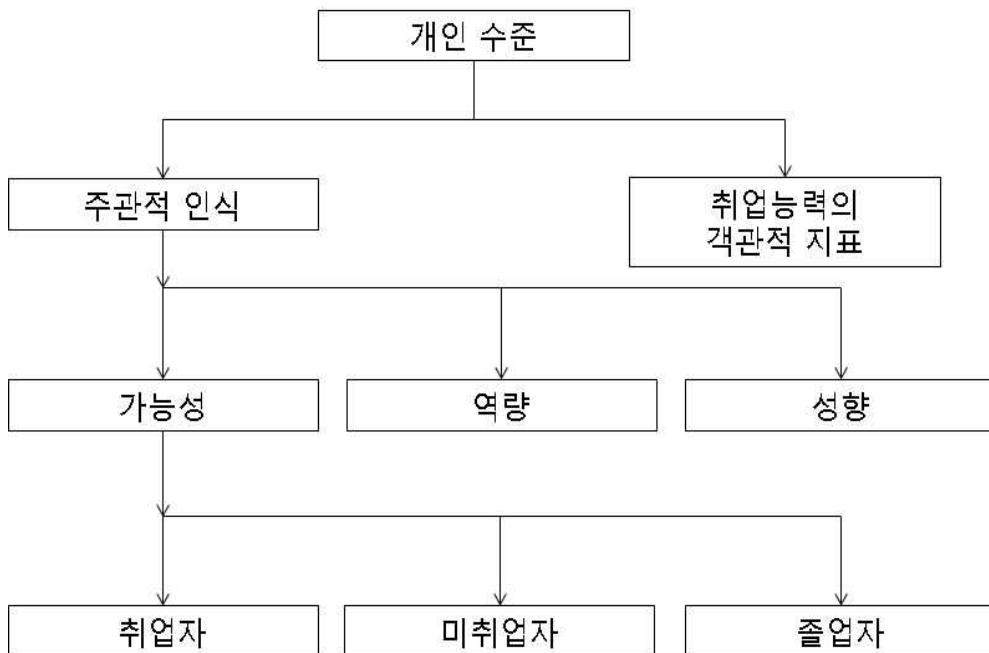 개인 수준
주관적 인식
취업능력의
객관적 지표
가능성
역량
성향
취업자
미취업자
졸업자